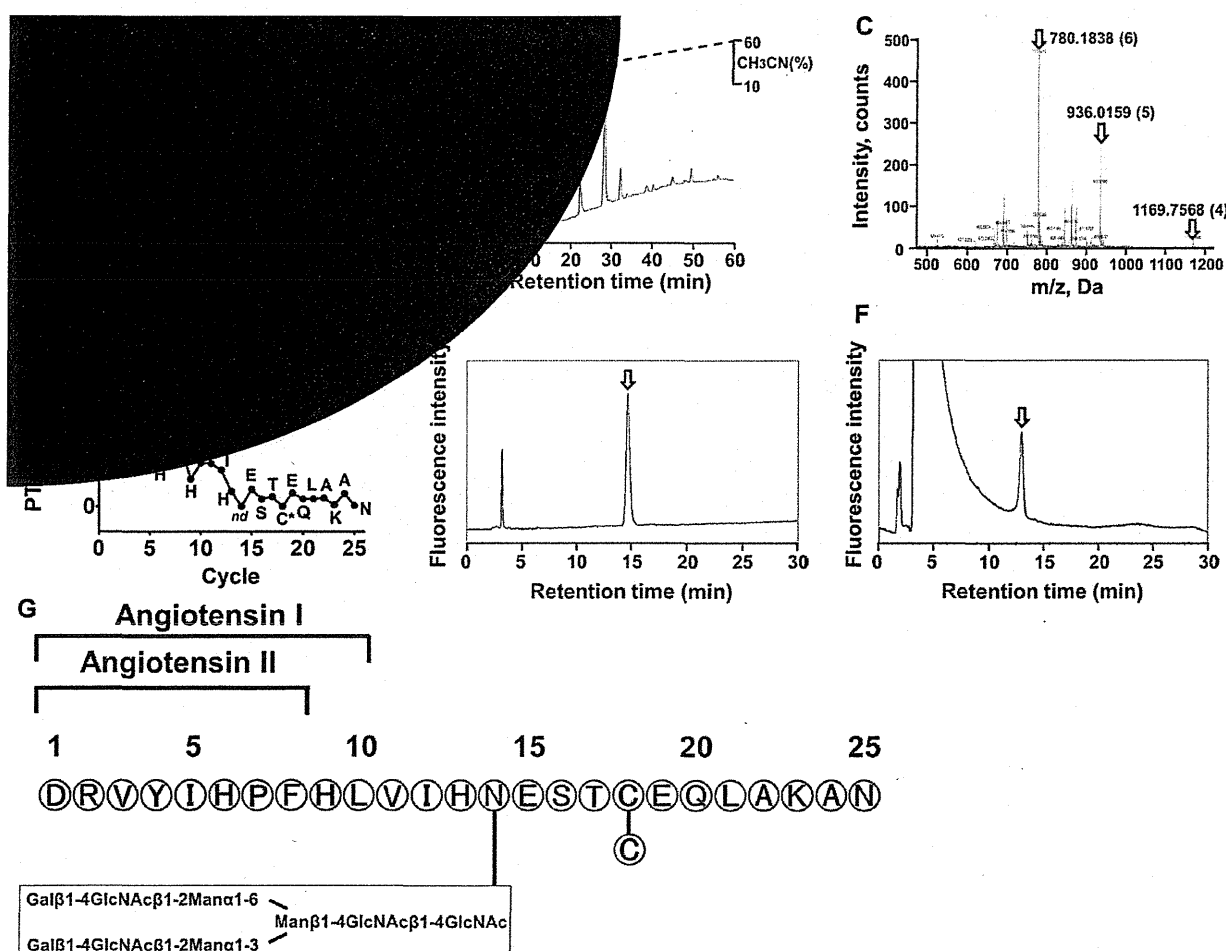 60
CH₃CN(%)
10
10 20 30 40 50 60
Retention time (min)
C
Intensity, counts
500
400
300
200
100
0
780.1838 (6)
936.0159 (5)
1169.7568 (4)
500 600 700 800 900 1000 1100 1200
m/z, Da
H H I H nd E S T C* E Q L A K A N
0
0 5 10 15 20 25
Cycle
Fluorescence intensity
0 5 10 15 20 25 30
Retention time (min)
F
Fluorescence intensity
0 5 10 15 20 25 30
Retention time (min)
G
Angiotensin I
Angiotensin II
1 5 10 15 20 25
D R V Y I H P F H L V I H N E S T C E Q L A K A N
C
Galβ1-4GlcNAcβ1-2Manα1-6
Manβ1-4GlcNAcβ1-4GlcNAc
Galβ1-4GlcNAcβ1-2Manα1-3